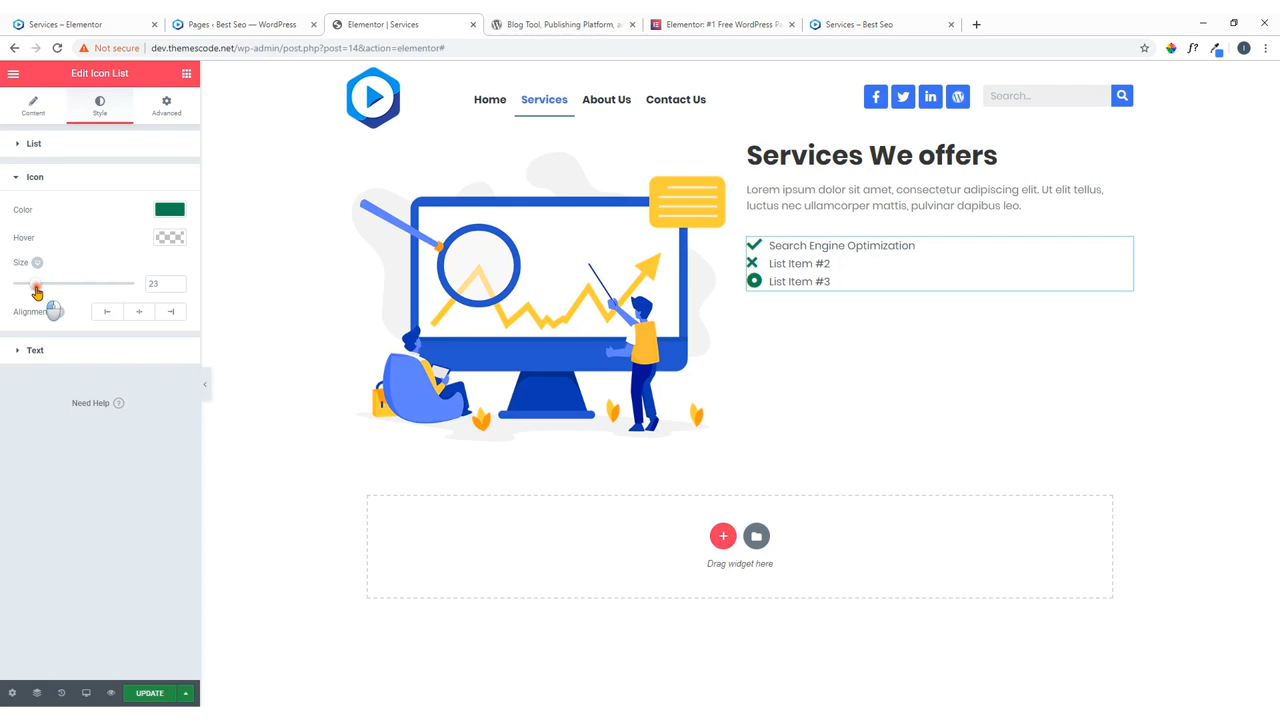 Services – Elementor
Pages ‹ Best Seo — WordPress
Elementor | Services
Blog Tool, Publishing Platform, a
Elementor: #1 Free WordPress P
Services – Best Seo
Not secure | dev.themescode.net/wp-admin/post.php?post=14&action=elementor#
f?
I
Edit Icon List
Content
Style
Advanced
List
Icon
Color
Hover
Size
23
Alignmen
Text
Need Help
UPDATE
Home
Services
About Us
Contact Us
Search...
Services We offers
Lorem ipsum dolor sit amet, consectetur adipiscing elit. Ut elit tellus,
luctus nec ullamcorper mattis, pulvinar dapibus leo.
Search Engine Optimization
List Item #2
List Item #3
Drag widget here